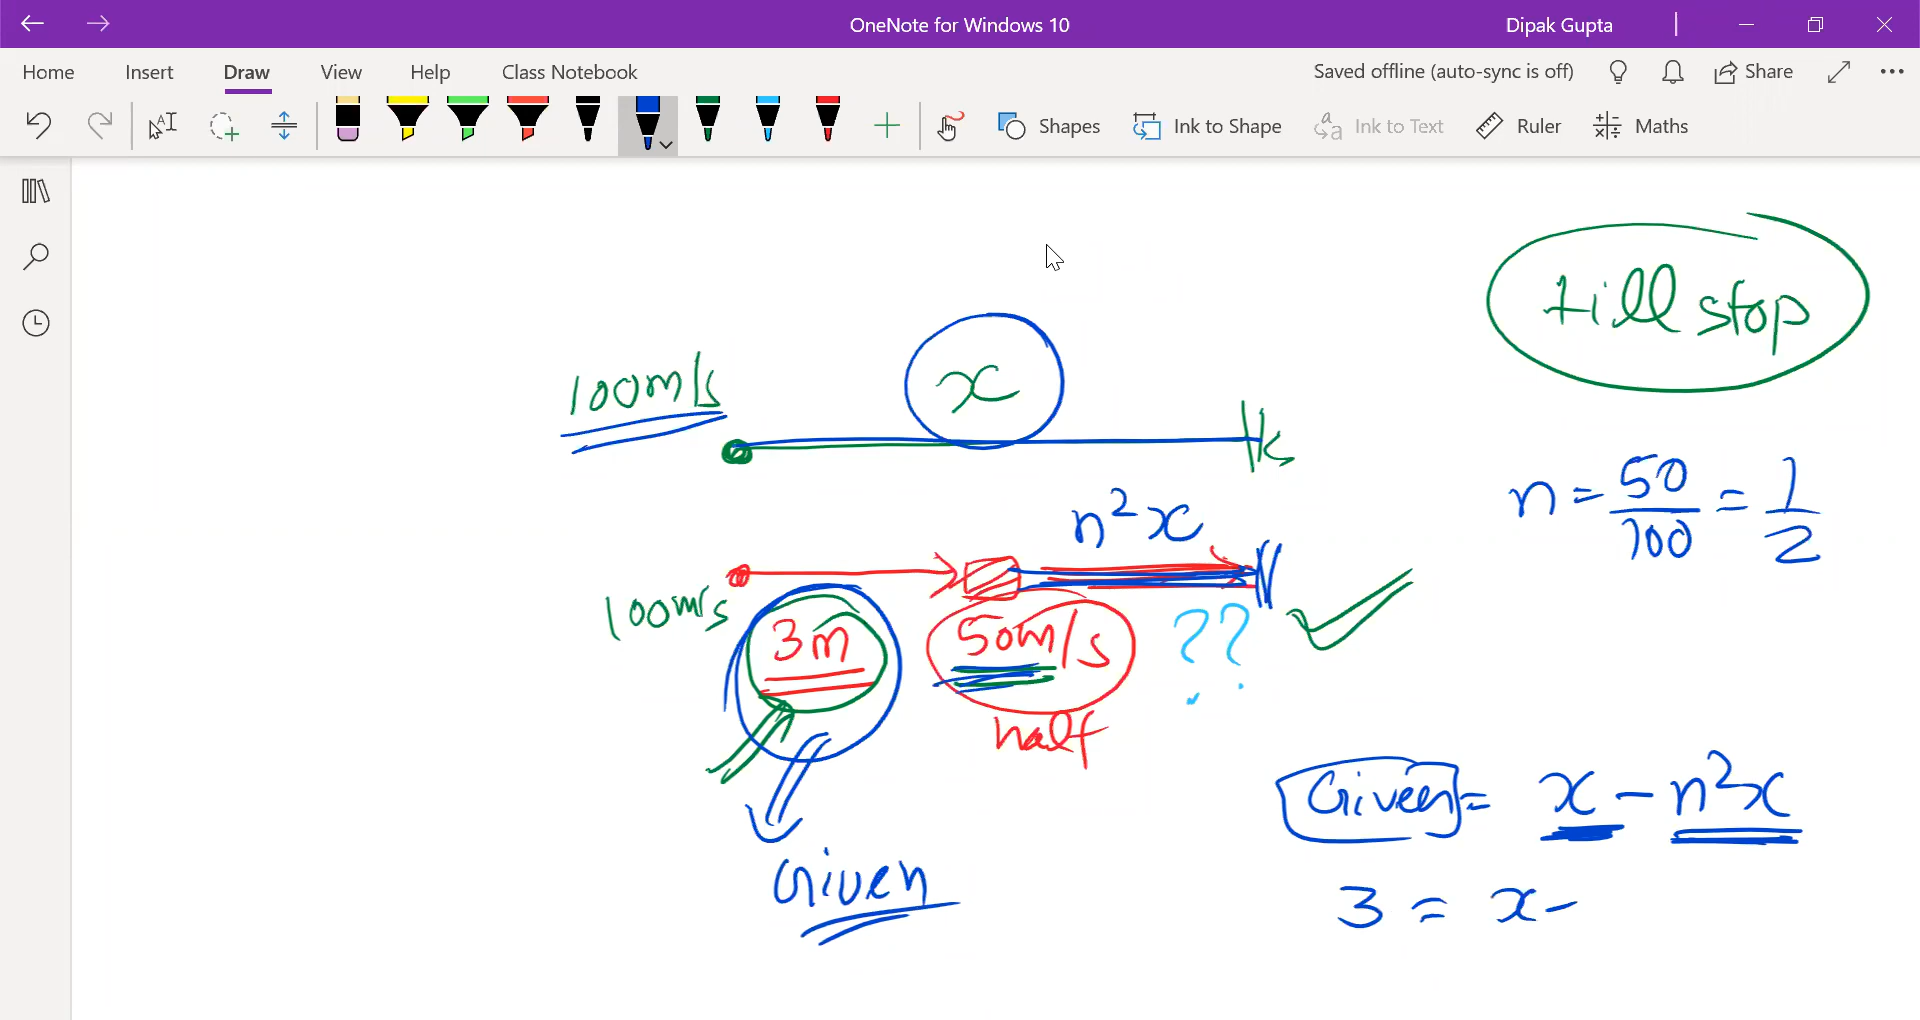 OneNote for Windows 10
Dipak Gupta
Home Insert Draw View Help Class Notebook
Saved offline (auto-sync is off) Share
Shapes Ink to Shape Ink to Text Ruler Maths
till stop
100m/s
x
n = 50/100 = 1/2
n²x
100m/s
3m
50m/s
??
half
Given
Given = x - n²x
3 = x -